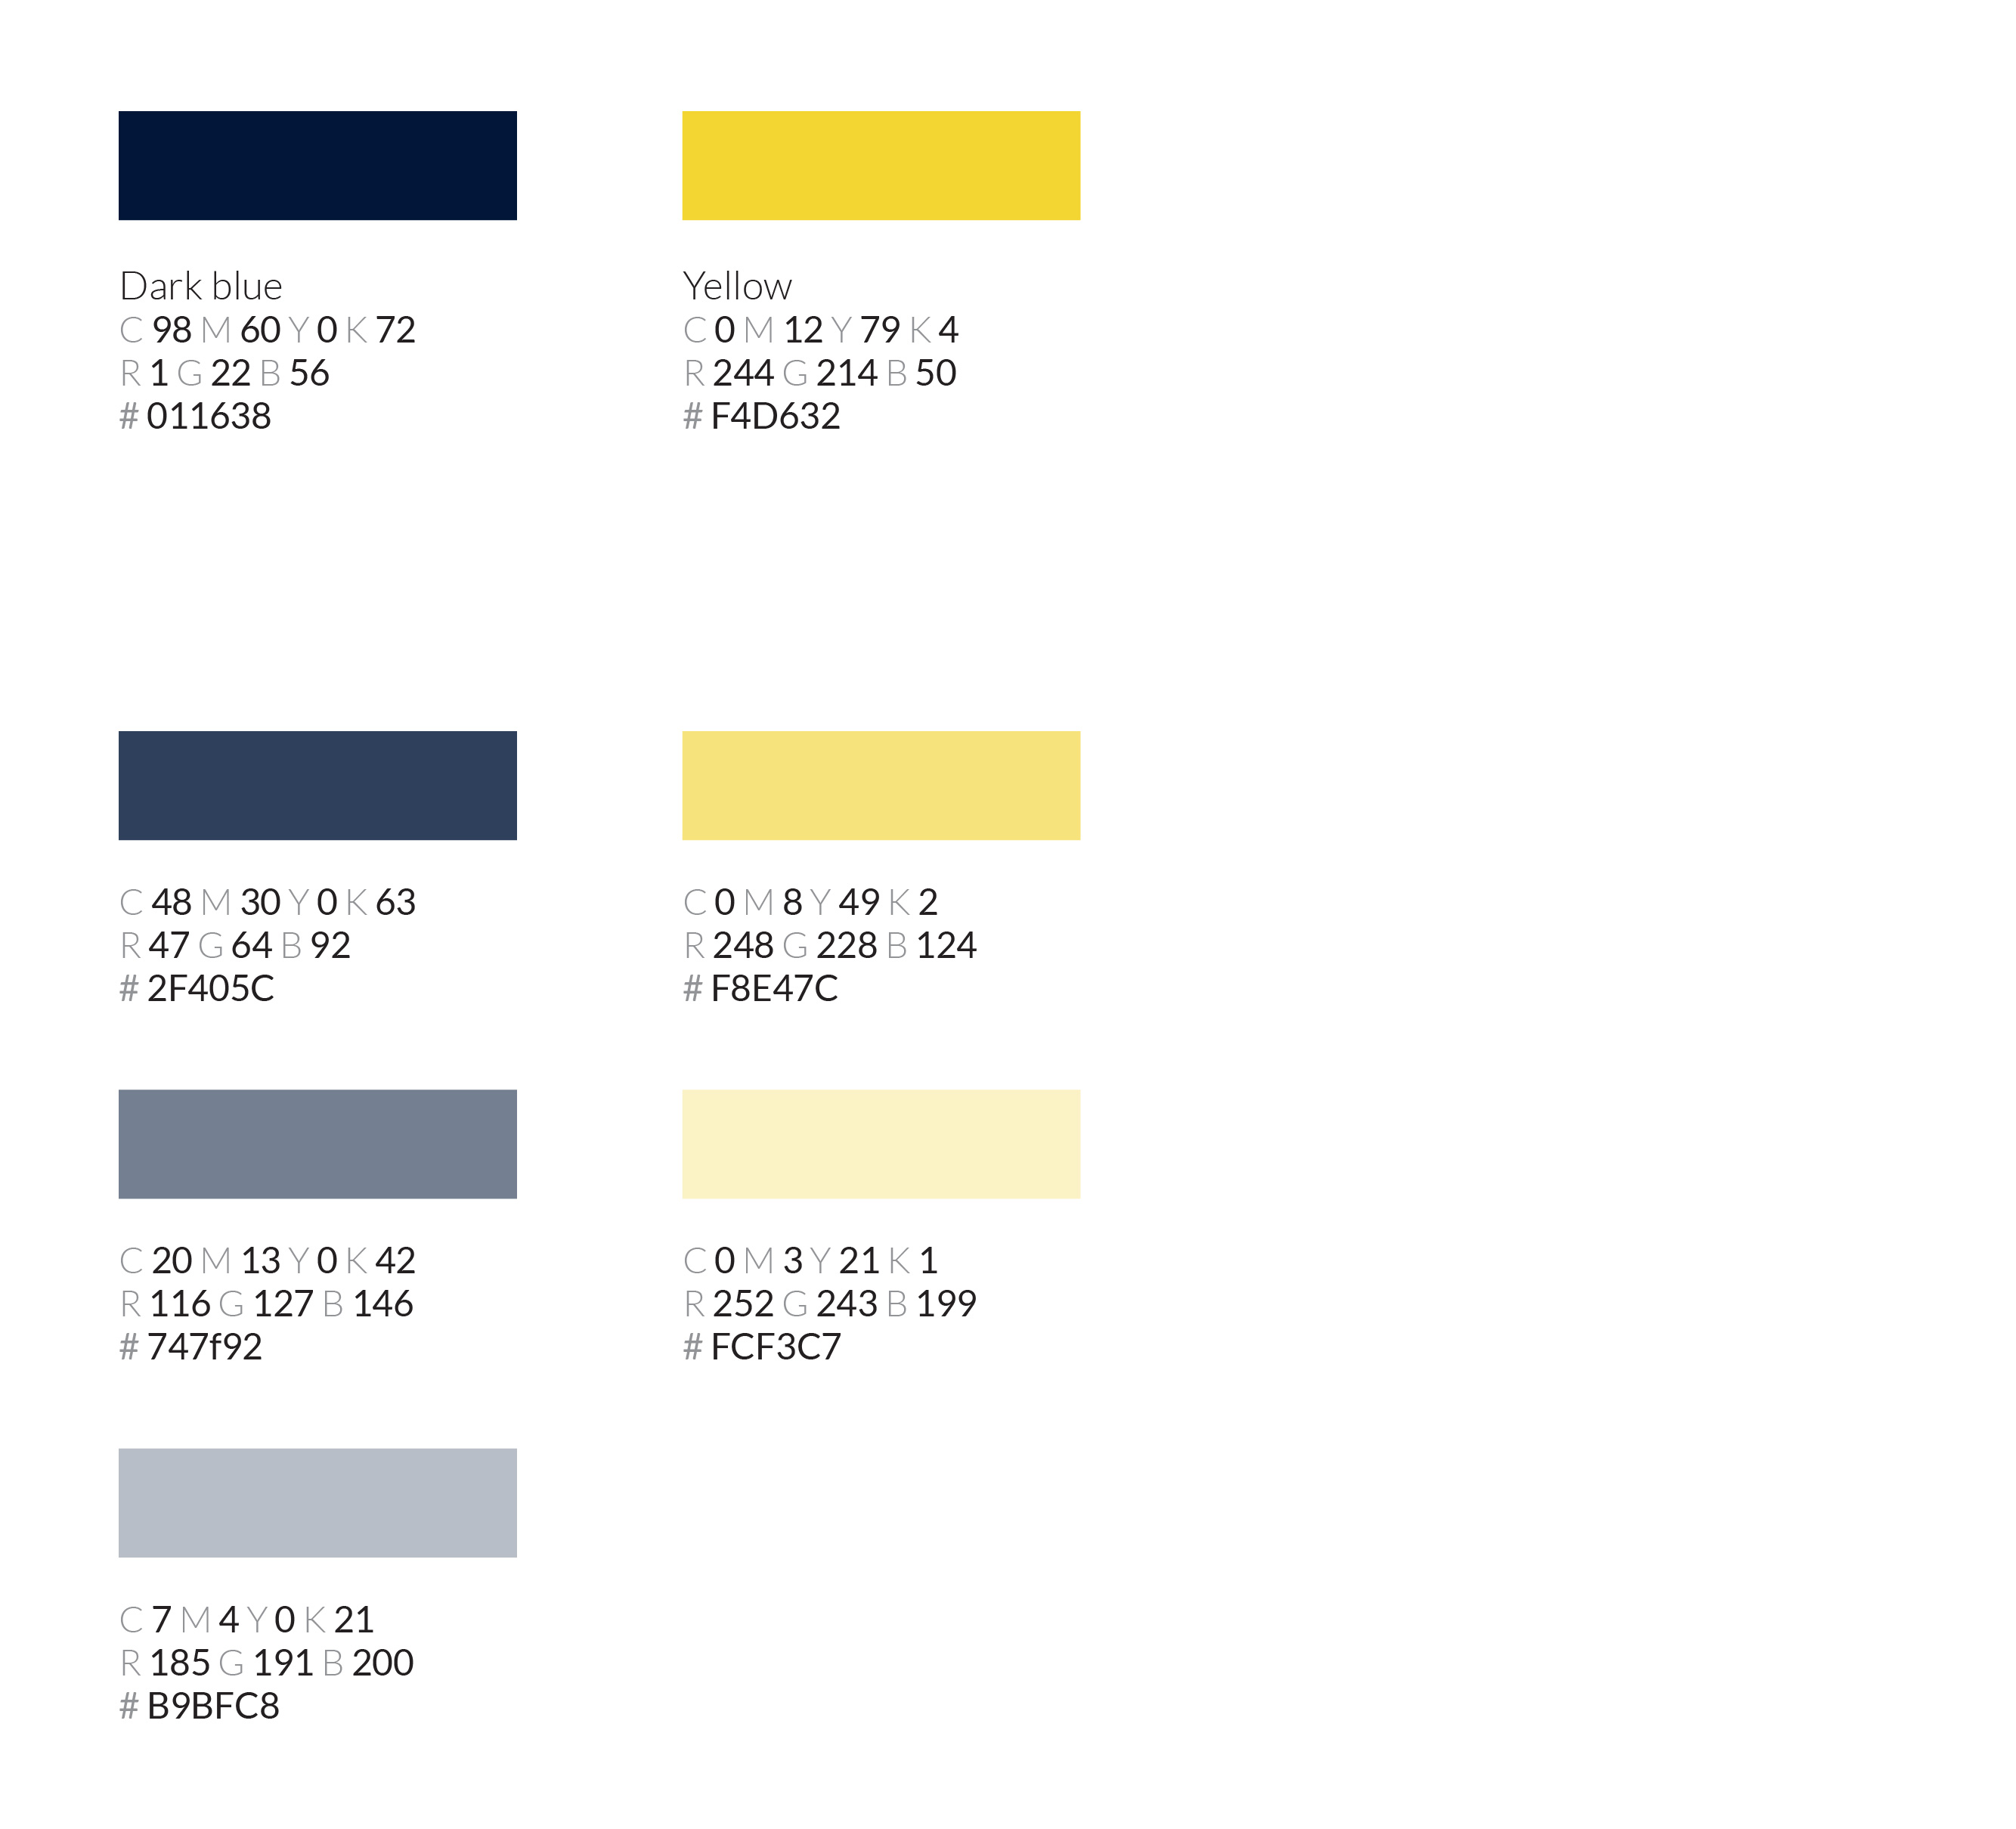 Dark blue
C 98 M 60 Y 0 K 72
R 1 G 22 B 56
# 011638
Yellow
C 0 M 12 Y 79 K 4
R 244 G 214 B 50
# F4D632
C 48 M 30 Y 0 K 63
R 47 G 64 B 92
# 2F405C
C 0 M 8 Y 49 K 2
R 248 G 228 B 124
# F8E47C
C 20 M 13 Y 0 K 42
R 116 G 127 B 146
# 747f92
C 0 M 3 Y 21 K 1
R 252 G 243 B 199
# FCF3C7
C 7 M 4 Y 0 K 21
R 185 G 191 B 200
# B9BFC8